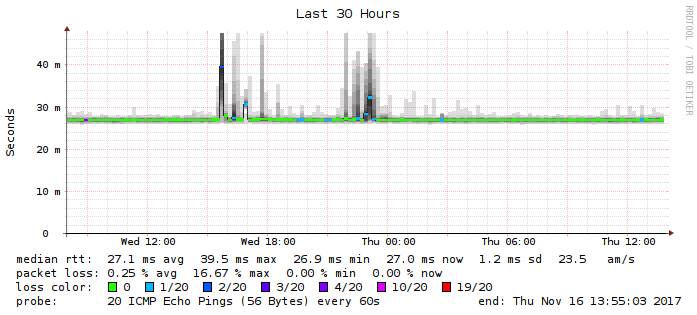 Last 30 Hours
RRDTOOL / TOBI OETIKER
Seconds
40 m
30 m
20 m
10 m
0
Wed 12:00 Wed 18:00 Thu 00:00 Thu 06:00 Thu 12:00
median rtt: 27.1 ms avg 39.5 ms max 26.9 ms min 27.0 ms now 1.2 ms sd 23.5 am/s
packet loss: 0.25 % avg 16.67 % max 0.00 % min 0.00 % now
loss color: 0 1/20 2/20 3/20 4/20 10/20 19/20
probe: 20 ICMP Echo Pings (56 Bytes) every 60s end: Thu Nov 16 13:55:03 2017